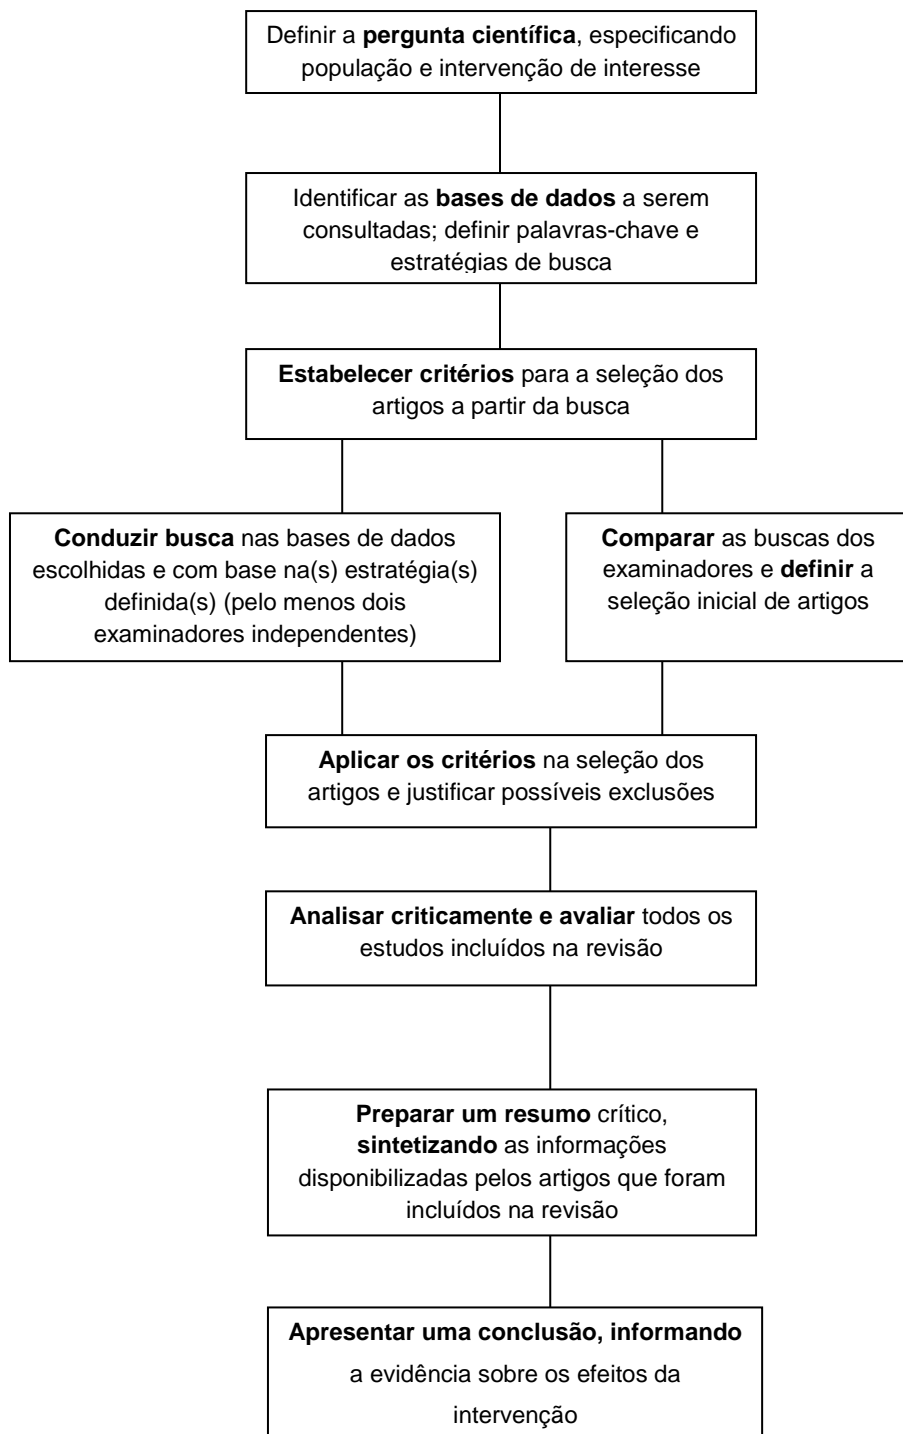 Definir a pergunta científica, especificando
população e intervenção de interesse
Identificar as bases de dados a serem
consultadas; definir palavras-chave e
estratégias de busca
Estabelecer critérios para a seleção dos
artigos a partir da busca
Conduzir busca nas bases de dados
escolhidas e com base na(s) estratégia(s)
definida(s) (pelo menos dois
examinadores independentes)
Comparar as buscas dos
examinadores e definir a
seleção inicial de artigos
Aplicar os critérios na seleção dos
artigos e justificar possíveis exclusões
Analisar criticamente e avaliar todos os
estudos incluídos na revisão
Preparar um resumo crítico,
sintetizando as informações
disponibilizadas pelos artigos que foram
incluídos na revisão
Apresentar uma conclusão, informando
a evidência sobre os efeitos da
intervenção